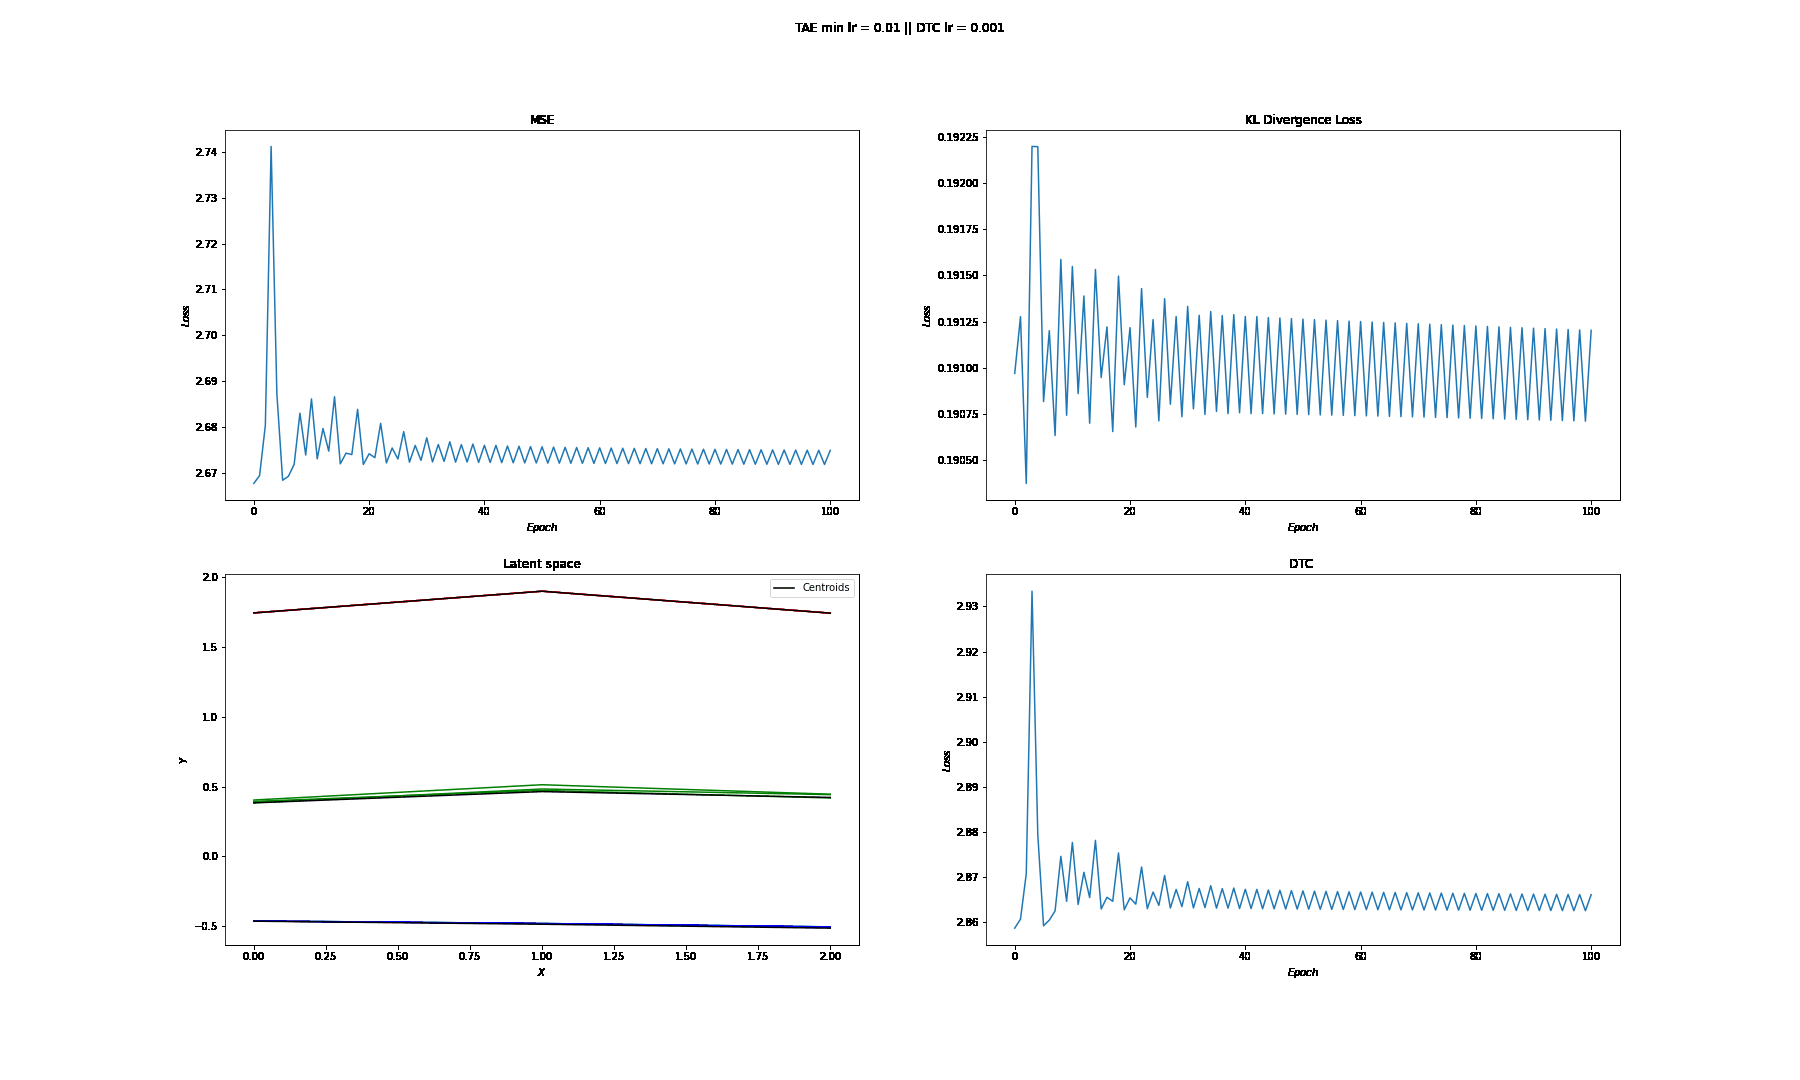 TAE min lr = 0.01 || DTC lr = 0.001
MSE
2.74
2.73
2.72
2.71
2.70
2.69
2.68
2.67
Loss
0 20 40 60 80 100
Epoch
KL Divergence Loss
0.19225
0.19200
0.19175
0.19150
0.19125
0.19100
0.19075
0.19050
Loss
0 20 40 60 80 100
Epoch
Latent space
Centroids
2.0
1.5
1.0
0.5
0.0
−0.5
Y
0.00 0.25 0.50 0.75 1.00 1.25 1.50 1.75 2.00
X
DTC
2.93
2.92
2.91
2.90
2.89
2.88
2.87
2.86
Loss
0 20 40 60 80 100
Epoch